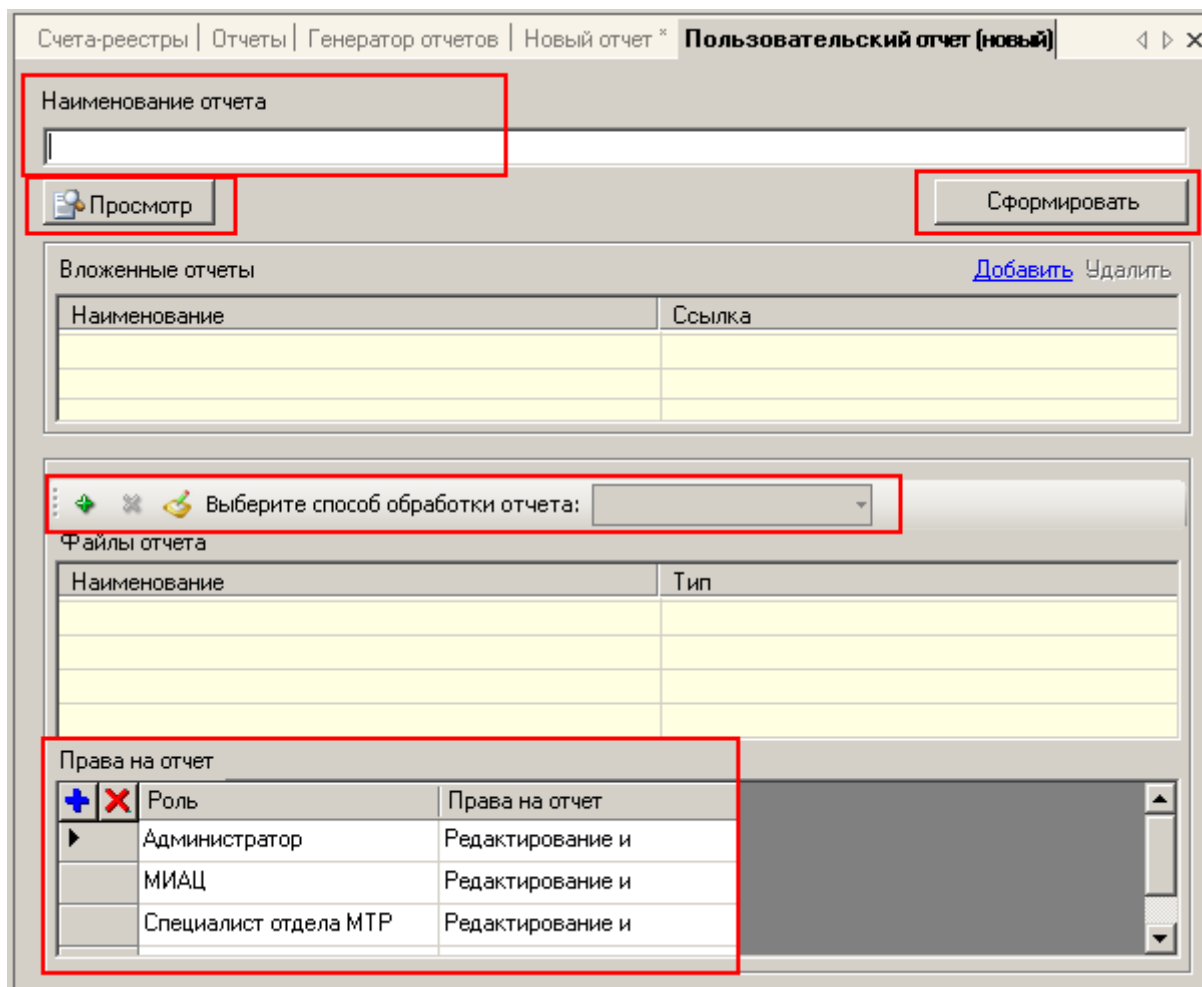 Счета-реестры | Отчеты | Генератор отчетов | Новый отчет * Пользовательский отчет (новый)
Наименование отчета
Просмотр Сформировать
Вложенные отчеты Добавить Удалить
Наименование Ссылка
Выберите способ обработки отчета:
Файлы отчета
Наименование Тип
Права на отчет
Роль Права на отчет
Администратор Редактирование и
МИАЦ Редактирование и
Специалист отдела МТР Редактирование и